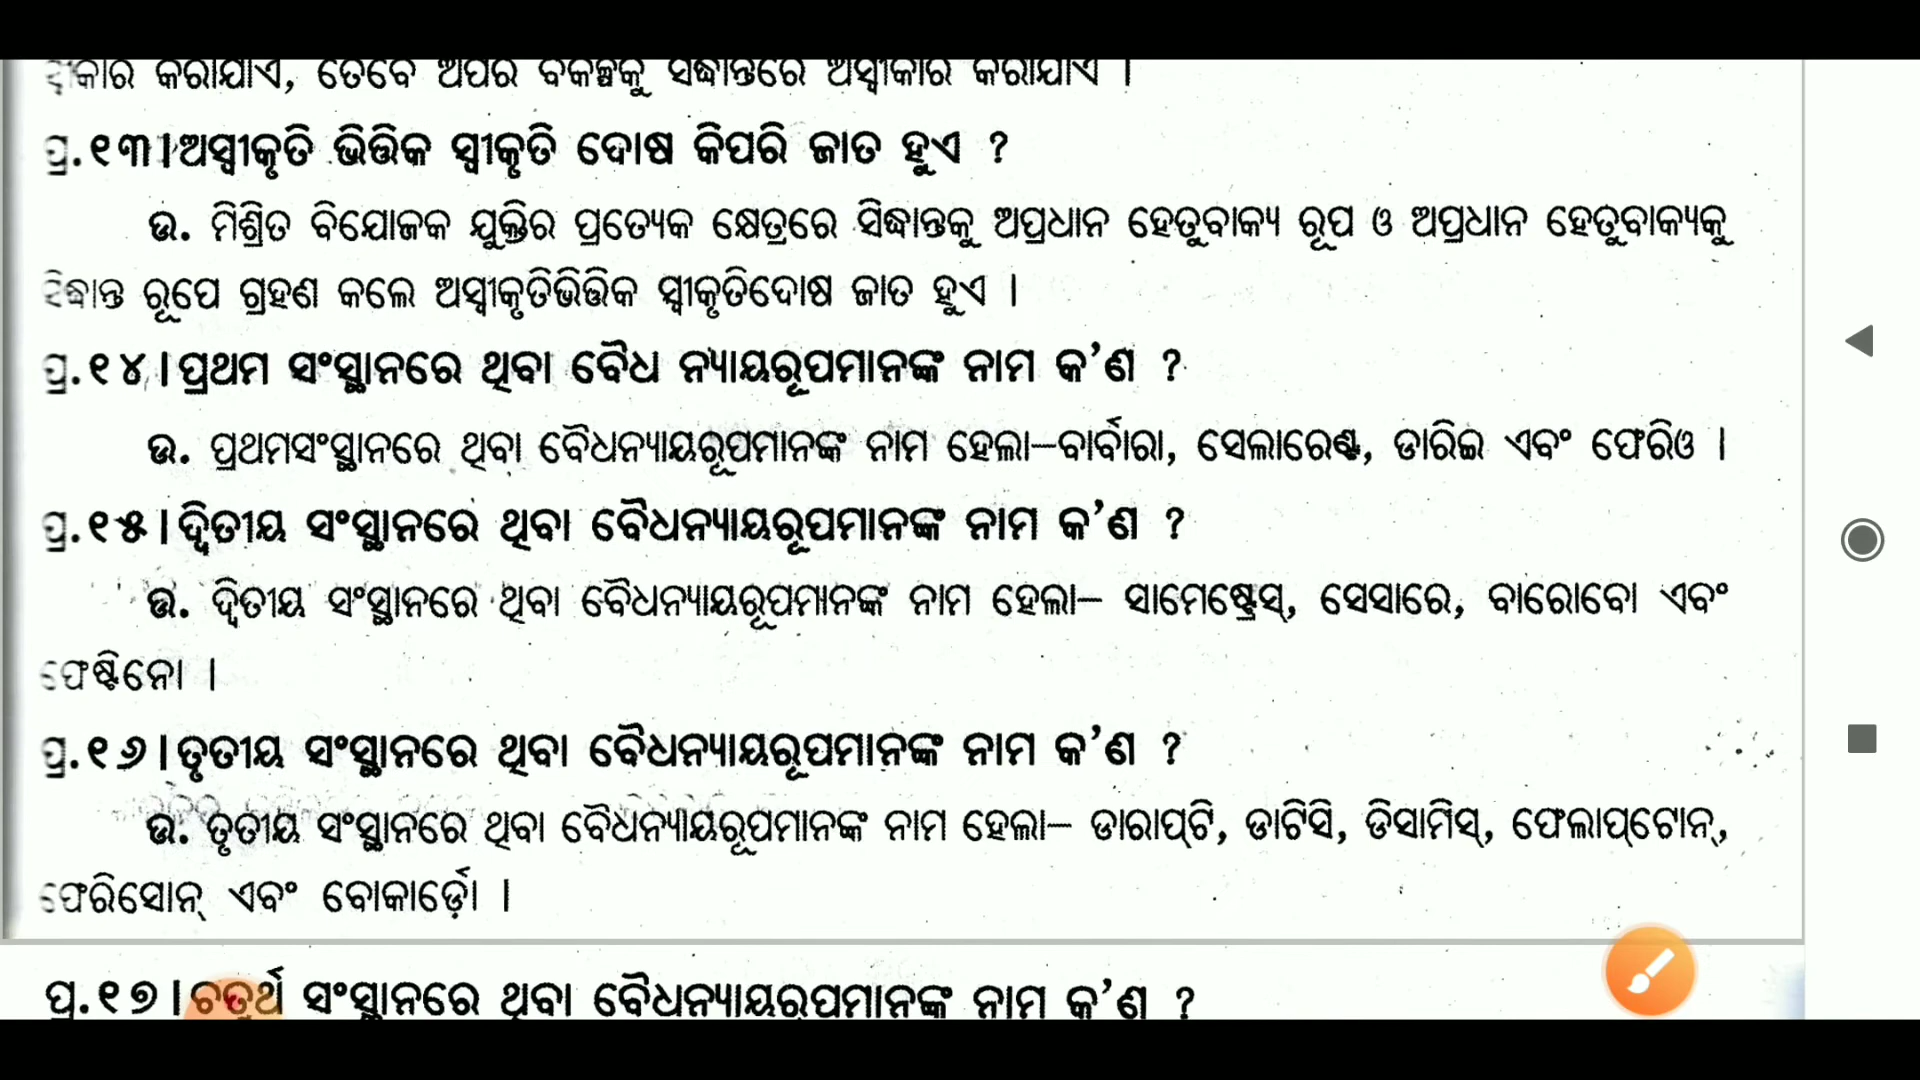 ସ୍ୱୀକାର କରାଯାଏ, ତେବେ ଅପର ବିକଳ୍ପକୁ ସିଦ୍ଧାନ୍ତରେ ଅସ୍ୱୀକାର କରାଯାଏ ।
ପ୍ର.୧୩।ଅସ୍ୱୀକୃତି ଭିତ୍ତିକ ସ୍ୱୀକୃତି ଦୋଷ କିପରି ଜାତ ହୁଏ ?
ଉ. ମିଶ୍ରିତ ବିଯୋଜକ ଯୁକ୍ତିର ପ୍ରତ୍ୟେକ କ୍ଷେତ୍ରରେ ସିଦ୍ଧାନ୍ତକୁ ଅପ୍ରଧାନ ହେତୁବାକ୍ୟ ରୂପ ଓ ଅପ୍ରଧାନ ହେତୁବାକ୍ୟକୁ
ସିଦ୍ଧାନ୍ତ ରୂପେ ଗ୍ରହଣ କଲେ ଅସ୍ୱୀକୃତିଭିତ୍ତିକ ସ୍ୱୀକୃତିଦୋଷ ଜାତ ହୁଏ ।
ପ୍ର.୧୪।ପ୍ରଥମ ସଂସ୍ଥାନରେ ଥିବା ବୈଧ ନ୍ୟାୟରୂପମାନଙ୍କ ନାମ କ’ଣ ?
ଉ. ପ୍ରଥମସଂସ୍ଥାନରେ ଥିବା ବୈଧନ୍ୟାୟରୂପମାନଙ୍କ ନାମ ହେଲା–ବାର୍ବାରା, ସେଲାରେଣ୍ଟ, ଡାରିଇ ଏବଂ ଫେରିଓ ।
ପ୍ର.୧୫।ଦ୍ୱିତୀୟ ସଂସ୍ଥାନରେ ଥିବା ବୈଧନ୍ୟାୟରୂପମାନଙ୍କ ନାମ କ’ଣ ?
ଉ. ଦ୍ୱିତୀୟ ସଂସ୍ଥାନରେ ଥିବା ବୈଧନ୍ୟାୟରୂପମାନଙ୍କ ନାମ ହେଲା– ସାମେଷ୍ଟ୍ରେସ୍, ସେସାରେ, ବାରୋବୋ ଏବଂ
ଫେଷ୍ଟିନୋ ।
ପ୍ର.୧୬।ତୃତୀୟ ସଂସ୍ଥାନରେ ଥିବା ବୈଧନ୍ୟାୟରୂପମାନଙ୍କ ନାମ କ’ଣ ?
ଉ. ତୃତୀୟ ସଂସ୍ଥାନରେ ଥିବା ବୈଧନ୍ୟାୟରୂପମାନଙ୍କ ନାମ ହେଲା– ଡାରାପ୍‌ଟି, ଡାଟିସି, ଡିସାମିସ୍, ଫେଲାପ୍‌ଟୋନ୍,
ଫେରିସୋନ୍ ଏବଂ ବୋକାର୍ଡ଼ୋ ।
ପ୍ର.୧୭।ଚତୁର୍ଥ ସଂସ୍ଥାନରେ ଥିବା ବୈଧନ୍ୟାୟରୂପମାନଙ୍କ ନାମ କ’ଣ ?